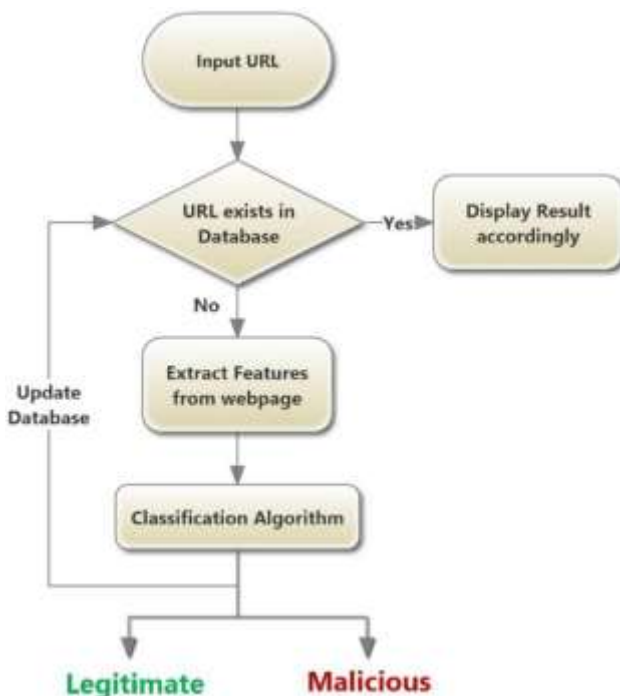 Input URL
URL exists in
Database
Yes
Display Result
accordingly
No
Extract Features
from webpage
Update
Database
Classification Algorithm
Legitimate
Malicious